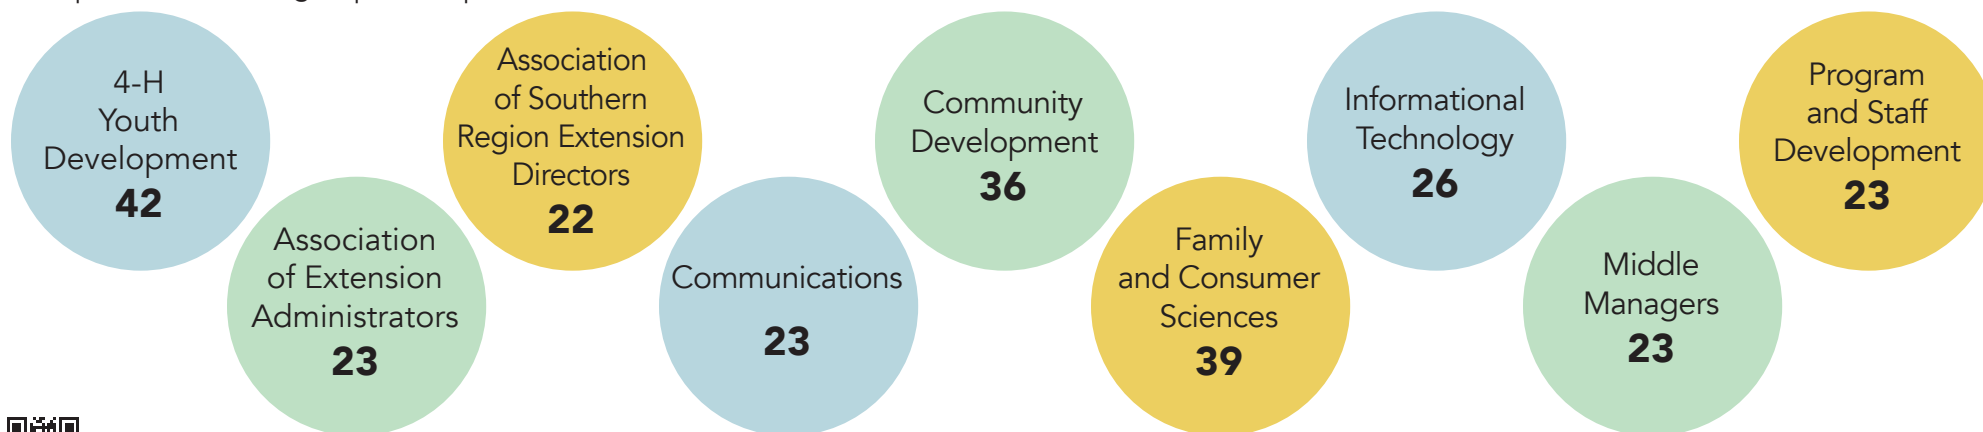 4-H
Youth
Development
42
Association
of Extension
Administrators
23
Association
of Southern
Region Extension
Directors
22
Communications
23
Community
Development
36
Family
and Consumer
Sciences
39
Informational
Technology
26
Middle
Managers
23
Program
and Staff
Development
23